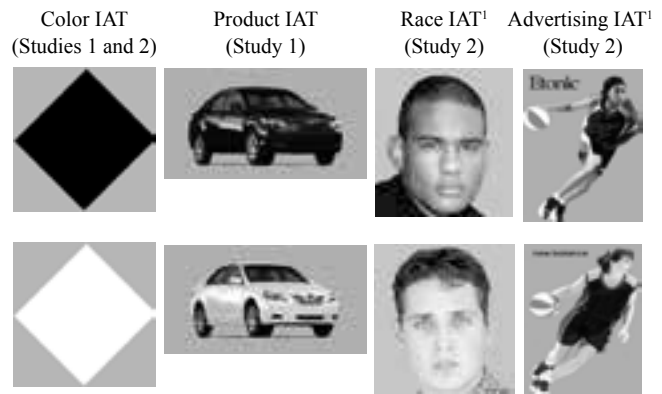 Color IAT
(Studies 1 and 2)
Product IAT
(Study 1)
Race IAT¹
(Study 2)
Advertising IAT¹
(Study 2)
Etonic